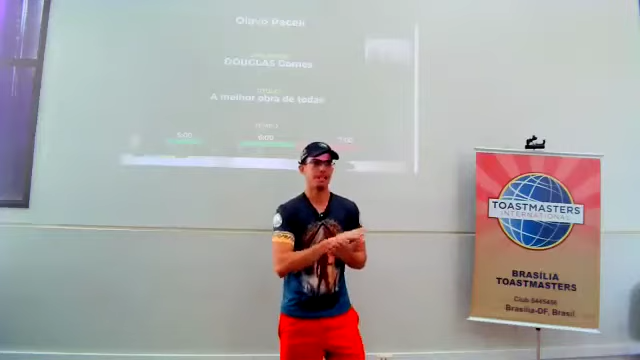 Olavo
DOUGLAS Gomes
A melhor obra de todas
5:00
6:00
7:00
TOASTMASTERS
INTERNATIONAL
BRASÍLIA
TOASTMASTERS
Brasília-DF, Brasil